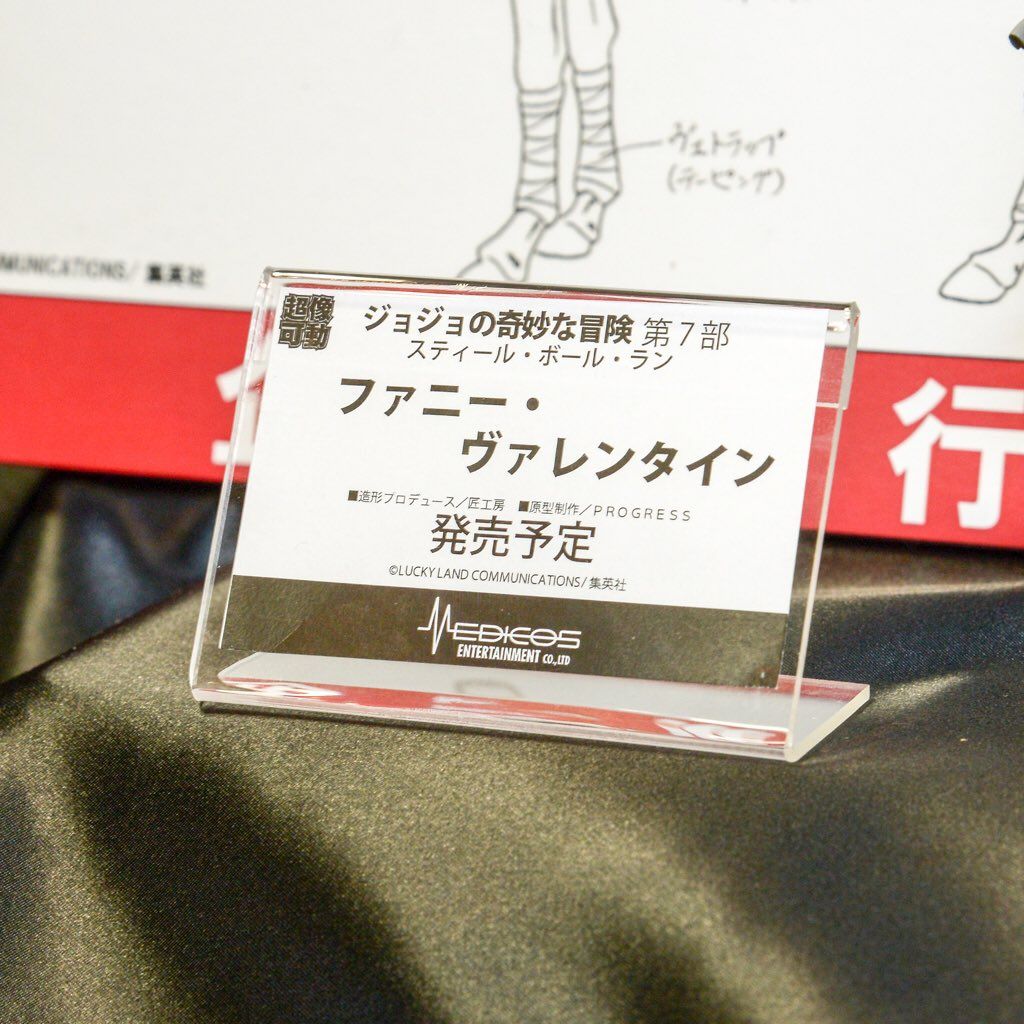 ヴェトラップ
(テーピング)
MUNICATIONS/集英社
超像
可動
ジョジョの奇妙な冒険 第7部
スティール・ボール・ラン
ファニー・
ヴァレンタイン
■造形プロデュース/匠工房 ■原型制作/PROGRESS
発売予定
©LUCKY LAND COMMUNICATIONS/集英社
MEDICOS
ENTERTAINMENT CO.,LTD
行